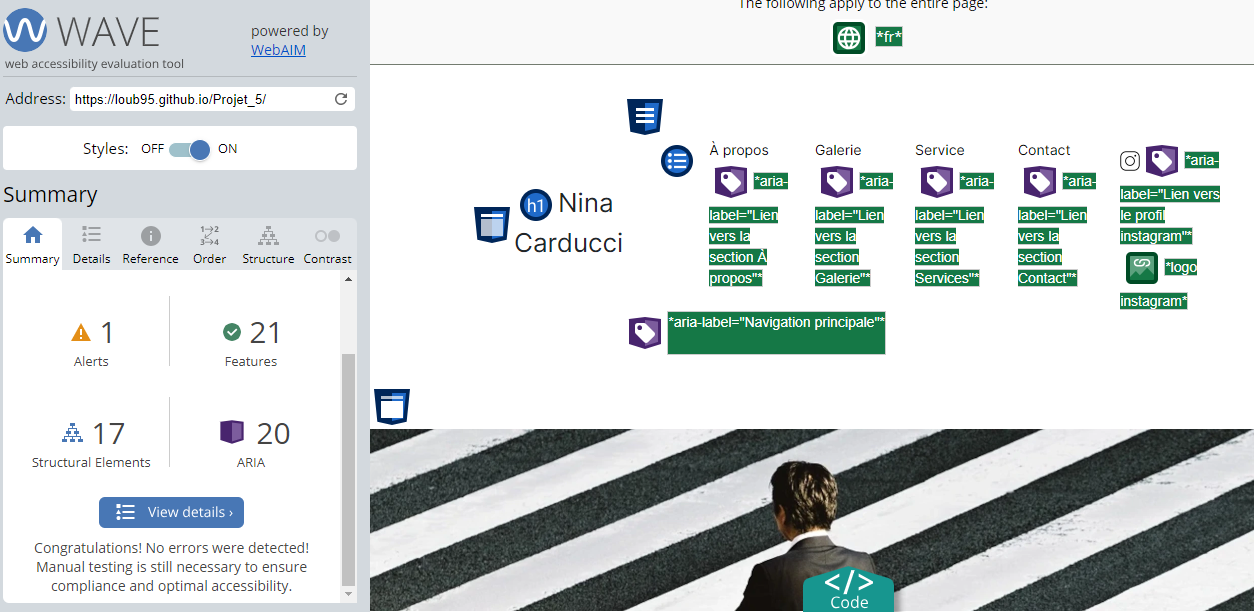 WAVE
powered by
WebAIM
web accessibility evaluation tool
Address: https://loub95.github.io/Projet_5/
Styles: OFF ON
Summary
1→2
3→4
Summary Details Reference Order Structure Contrast
1
Alerts
21
Features
17
Structural Elements
20
ARIA
View details ›
Congratulations! No errors were detected!
Manual testing is still necessary to ensure
compliance and optimal accessibility.
The following apply to the entire page:
*fr*
h1 Nina
Carducci
À propos
*aria-
label="Lien
vers la
section À
propos"*
Galerie
*aria-
label="Lien
vers la
section
Galerie"*
Service
*aria-
label="Lien
vers la
section
Services"*
Contact
*aria-
label="Lien
vers la
section
Contact"*
*aria-
label="Lien vers
le profil
instagram"*
*logo
instagram*
*aria-label="Navigation principale"*
</>
Code